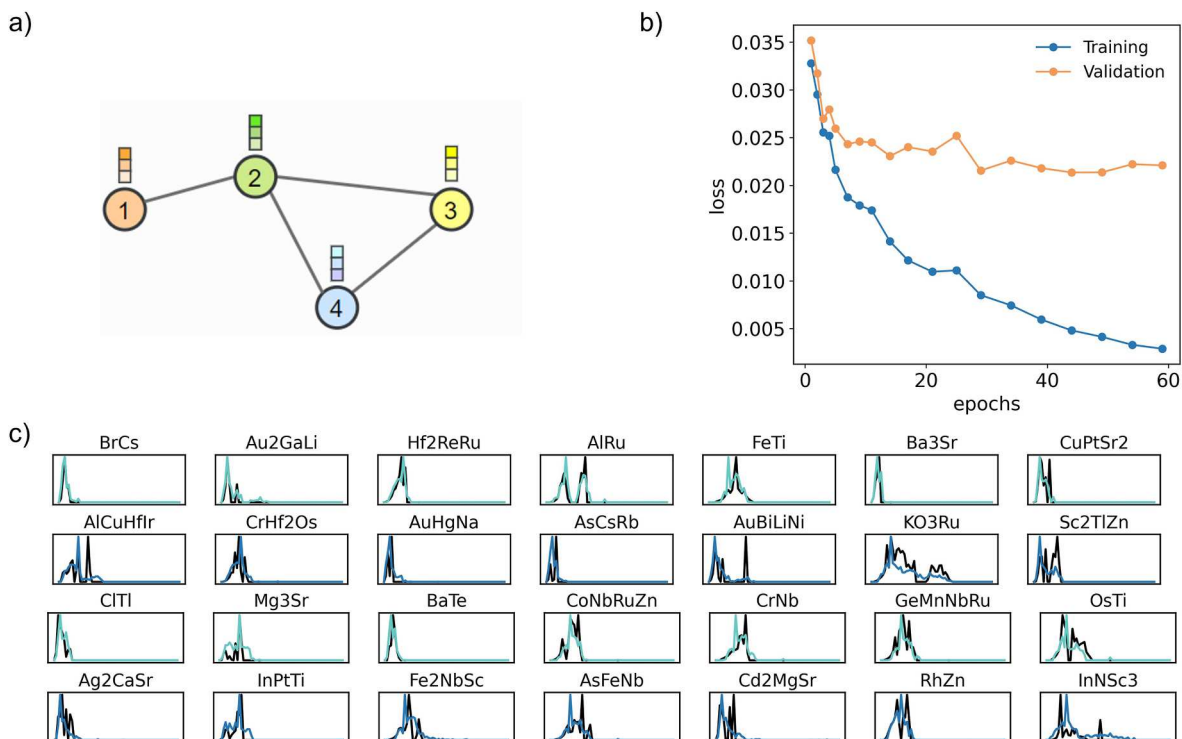 a)
1
2
3
4
b)
0.035
0.030
0.025
0.020
0.015
0.010
0.005
loss
Training
Validation
0 20 40 60
epochs
c)
BrCs Au2GaLi Hf2ReRu AlRu FeTi Ba3Sr CuPtSr2
AlCuHfIr CrHf2Os AuHgNa AsCsRb AuBiLiNi KO3Ru Sc2TlZn
ClTl Mg3Sr BaTe CoNbRuZn CrNb GeMnNbRu OsTi
Ag2CaSr InPtTi Fe2NbSc AsFeNb Cd2MgSr RhZn InNSc3